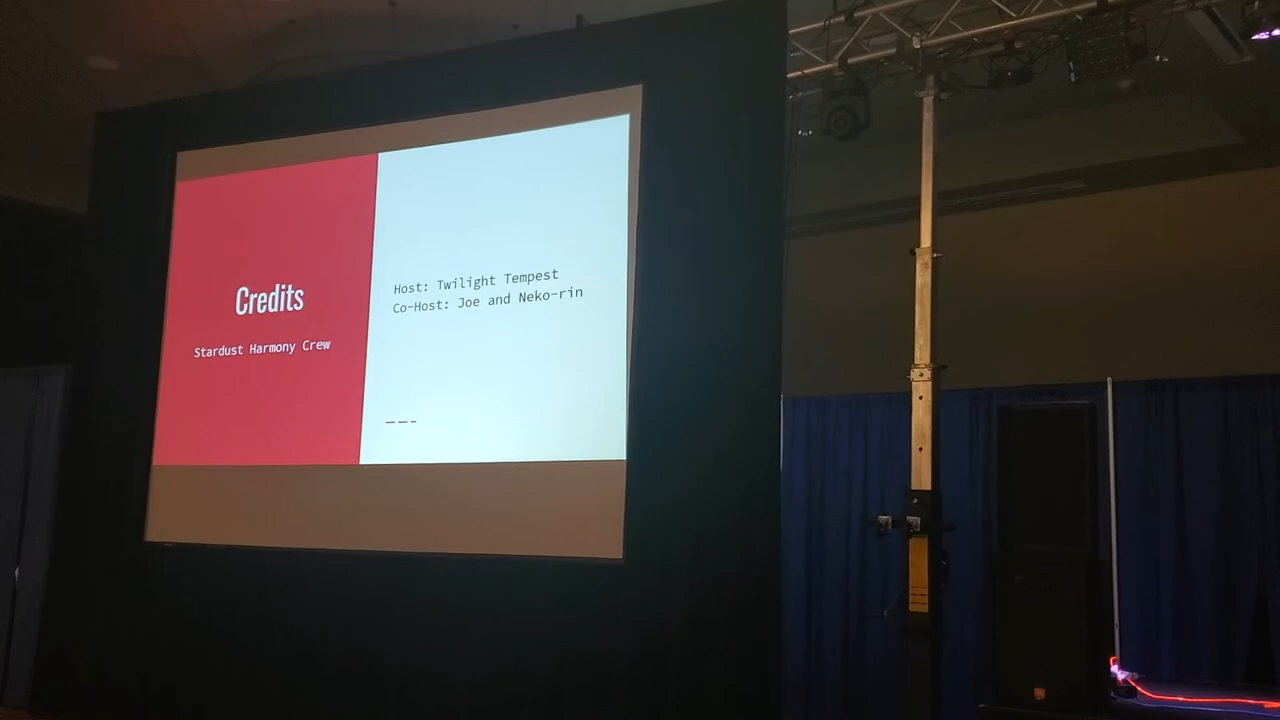 Credits
Stardust Harmony Crew
Host: Twilight Tempest
Co-Host: Joe and Neko-rin